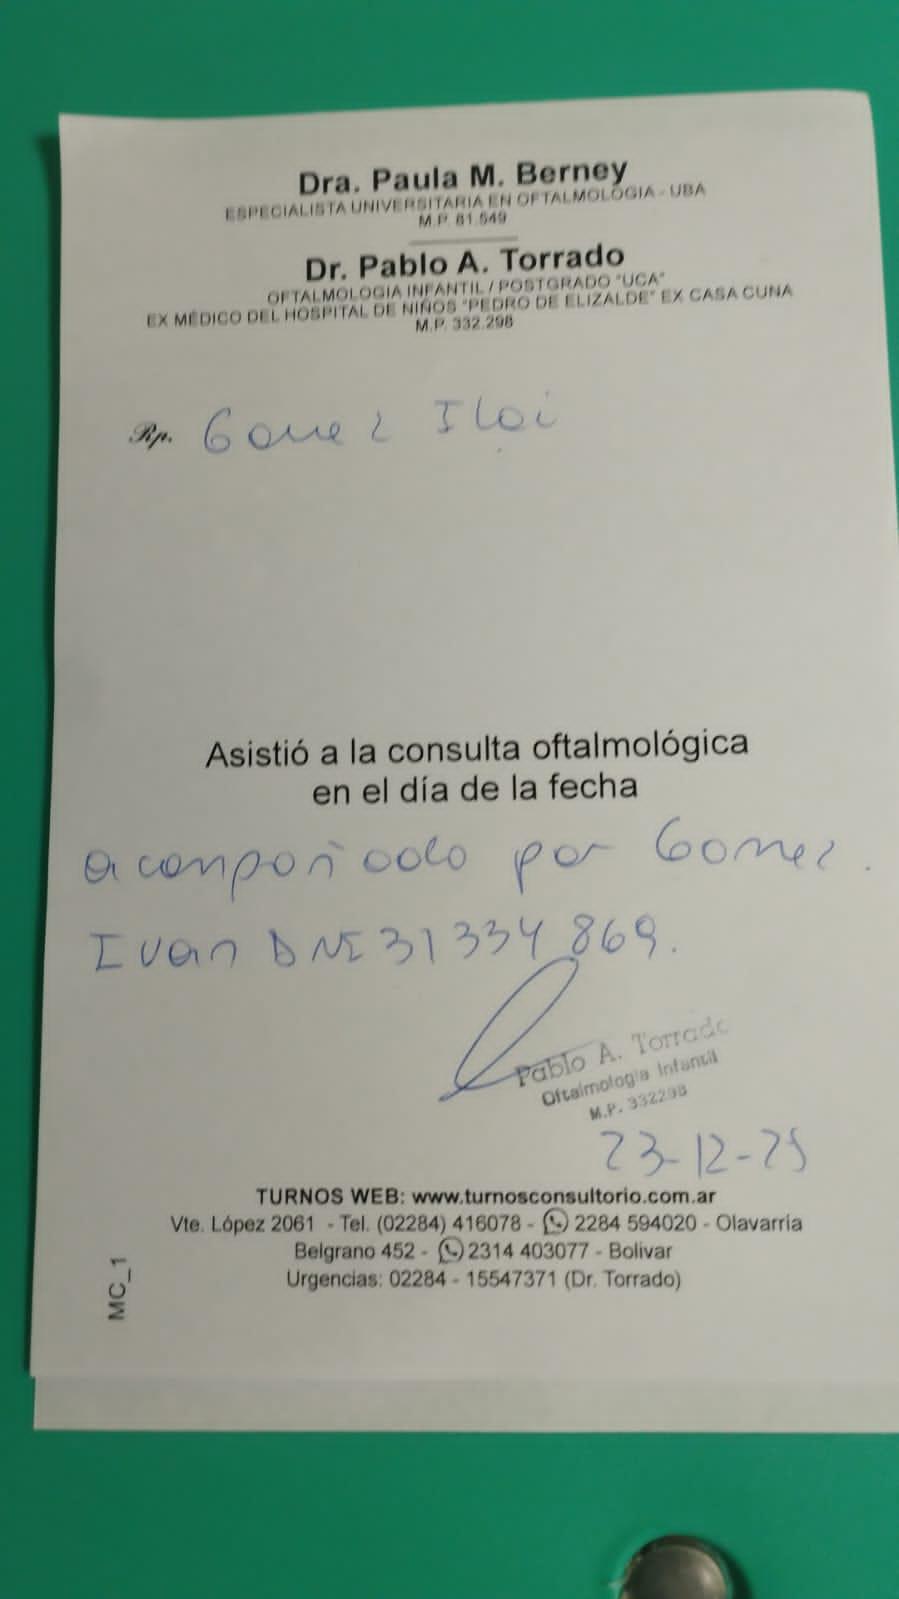 Dra. Paula M. Berney
ESPECIALISTA UNIVERSITARIA EN OFTALMOLOGIA - UBA
M.P. 61.549
Dr. Pablo A. Torrado
OFTALMOLOGIA INFANTIL / POSTGRADO "UCA"
EX MÉDICO DEL HOSPITAL DE NIÑOS "PEDRO DE ELIZALDE" EX CASA CUNA
M.P. 332.298
Rp. Gomez
Asistió a la consulta oftalmológica
en el día de la fecha
acompañado por Gomez.
Ivan DNI 31334869.
Pablo A. Torrado
Oftalmologia Infantil
M.P. 332298
23-12-25
TURNOS WEB: www.turnosconsultorio.com.ar
Vte. López 2061 - Tel. (02284) 416078 - 2284 594020 - Olavarria
Belgrano 452 - 2314 403077 - Bolivar
Urgencias: 02284 - 15547371 (Dr. Torrado)
MC_1